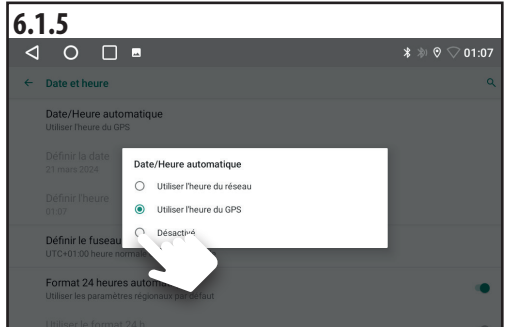 6.1.5
01:07
Date et heure
Date/Heure automatique
Utiliser l'heure du GPS
Définir la date
21 mars 2024
Date/Heure automatique
Utiliser l'heure du réseau
Définir l'heure
01:07
Utiliser l'heure du GPS
Désactivé
Définir le fuseau
UTC+01:00 heure
Format 24 heures
Utiliser les paramètres régionaux par défaut
Utiliser le format 24 h